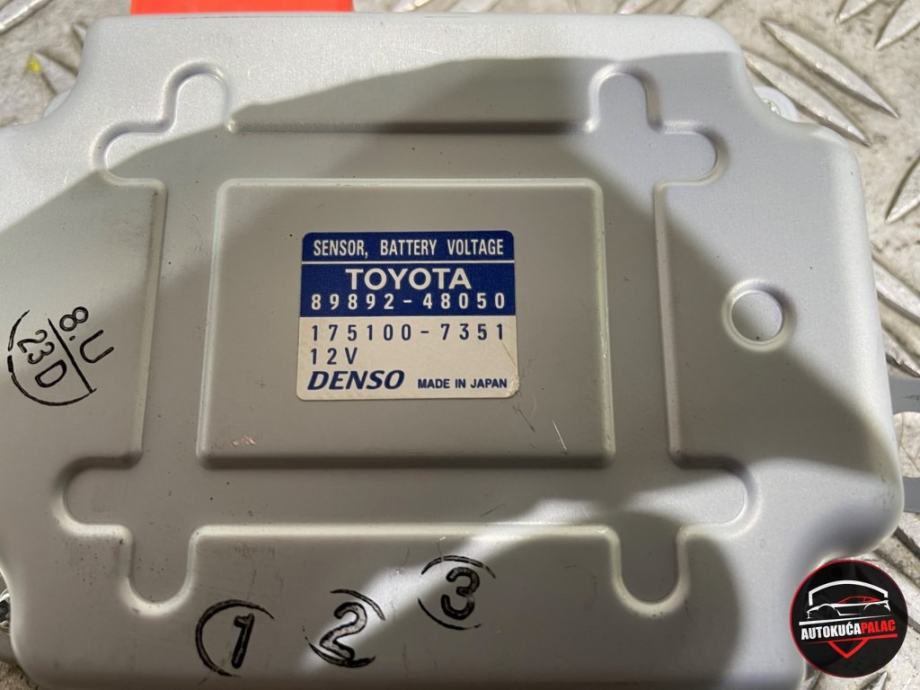 SENSOR, BATTERY VOLTAGE
TOYOTA
89892-48050
175100-7351
12V
DENSO MADE IN JAPAN
8.U
23D
1 2 3
AUTOKUĆAPALAC